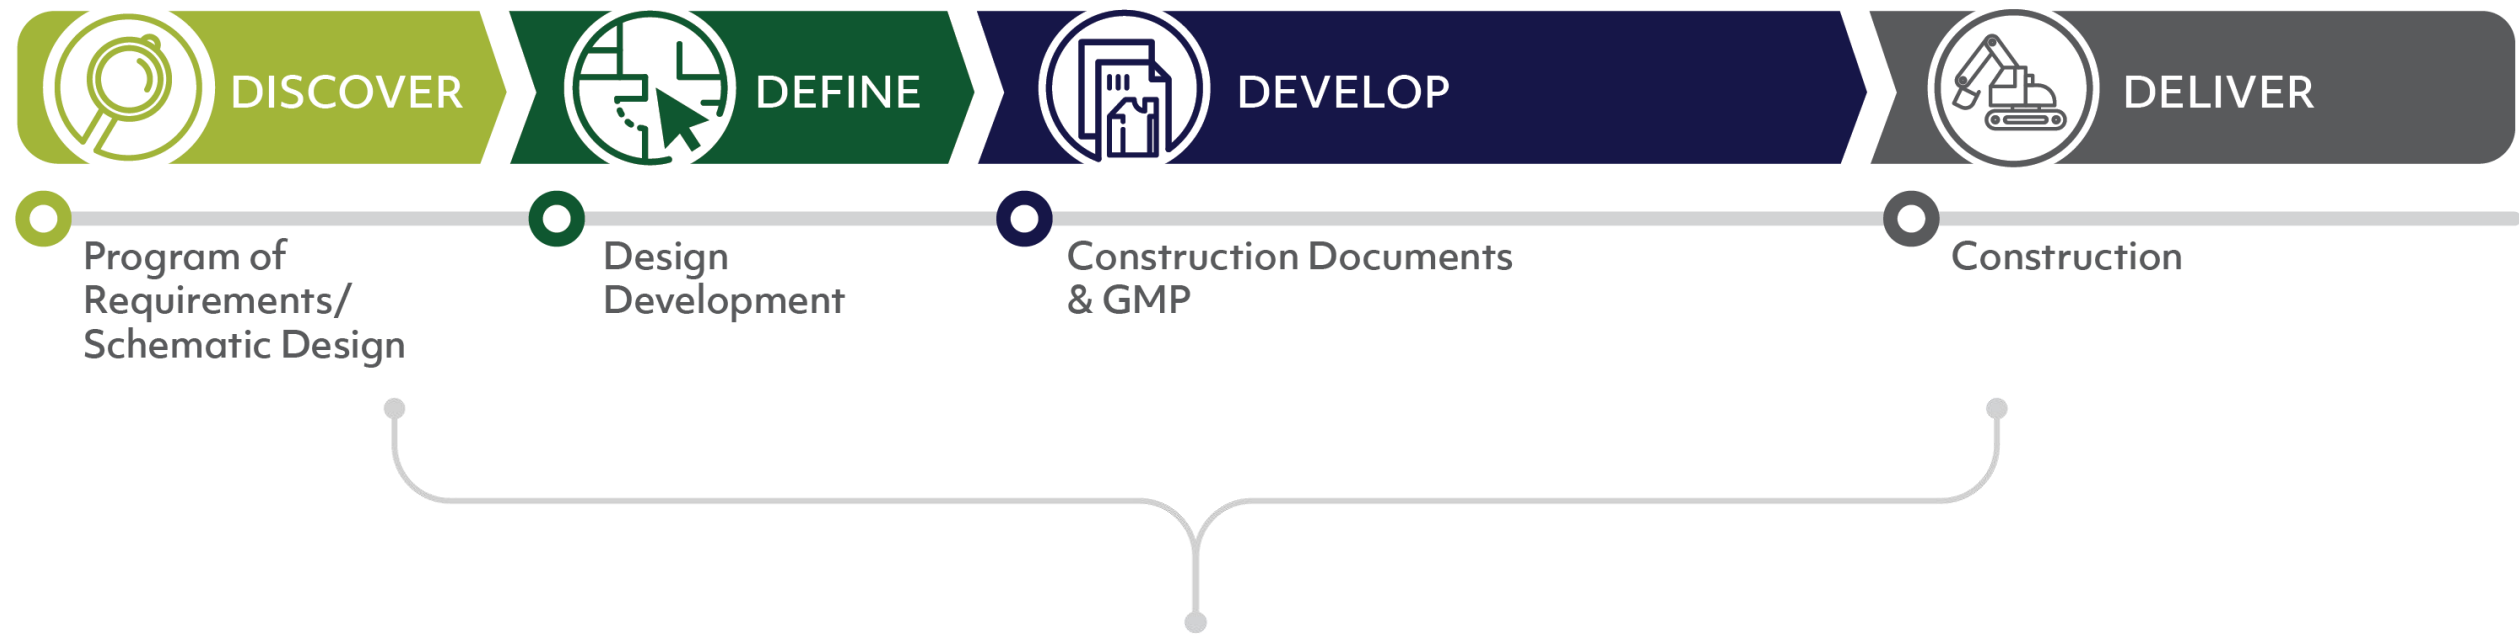 DISCOVER
DEFINE
DEVELOP
DELIVER
Program of
Requirements/
Schematic Design
Design
Development
Construction Documents
& GMP
Construction